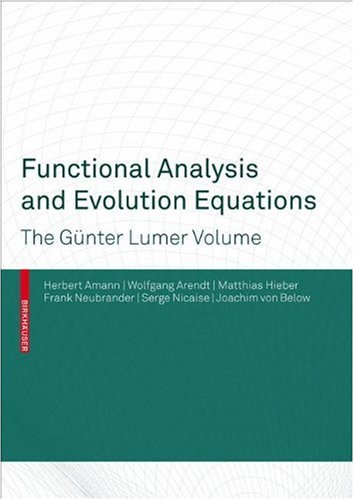 Functional Analysis
and Evolution Equations
The Günter Lumer Volume
Herbert Amann | Wolfgang Arendt | Matthias Hieber
Frank Neubrander | Serge Nicaise | Joachim von Below
BIRKHÄUSER